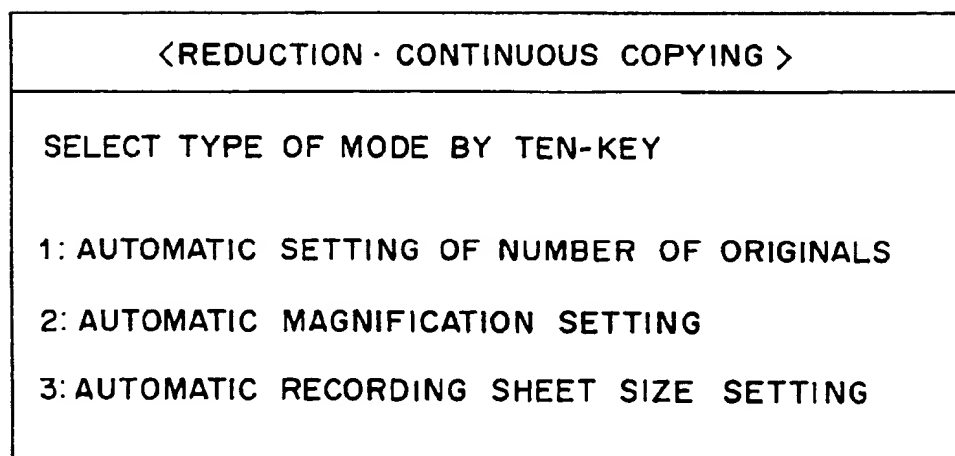 <REDUCTION · CONTINUOUS COPYING>
SELECT TYPE OF MODE BY TEN-KEY
1: AUTOMATIC SETTING OF NUMBER OF ORIGINALS
2: AUTOMATIC MAGNIFICATION SETTING
3: AUTOMATIC RECORDING SHEET SIZE SETTING